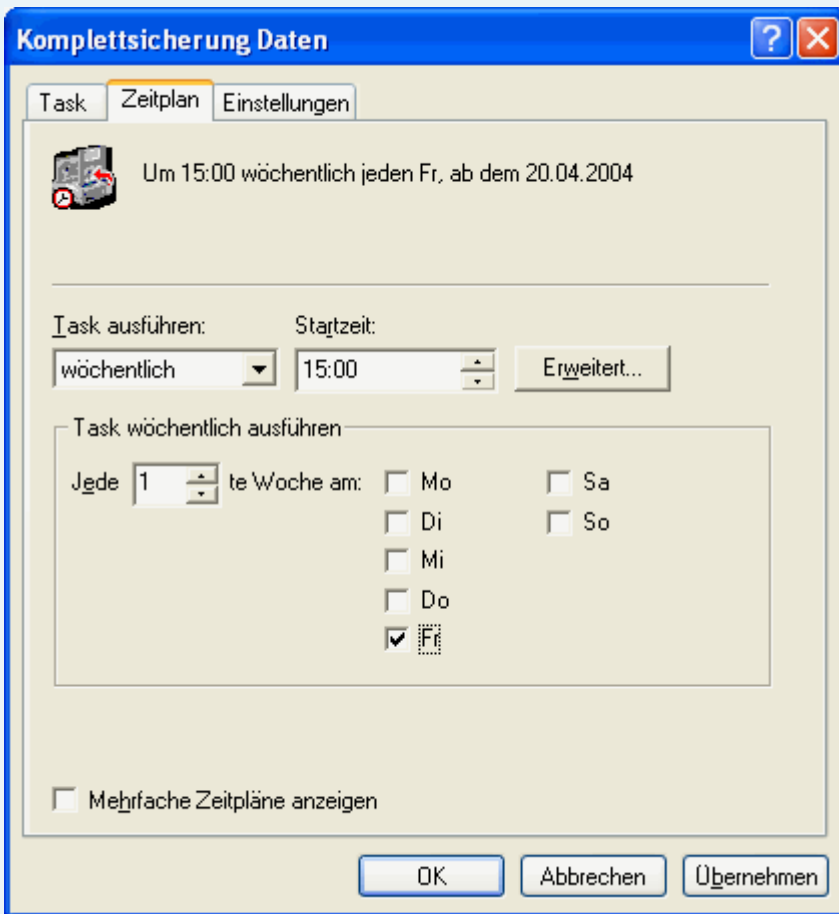 Komplettsicherung Daten
Task Zeitplan Einstellungen
Um 15:00 wöchentlich jeden Fr, ab dem 20.04.2004
Task ausführen: Startzeit:
wöchentlich 15:00 Erweitert...
Task wöchentlich ausführen
Jede 1 te Woche am: Mo Sa
Di So
Mi
Do
Fr
Mehrfache Zeitpläne anzeigen
OK Abbrechen Übernehmen